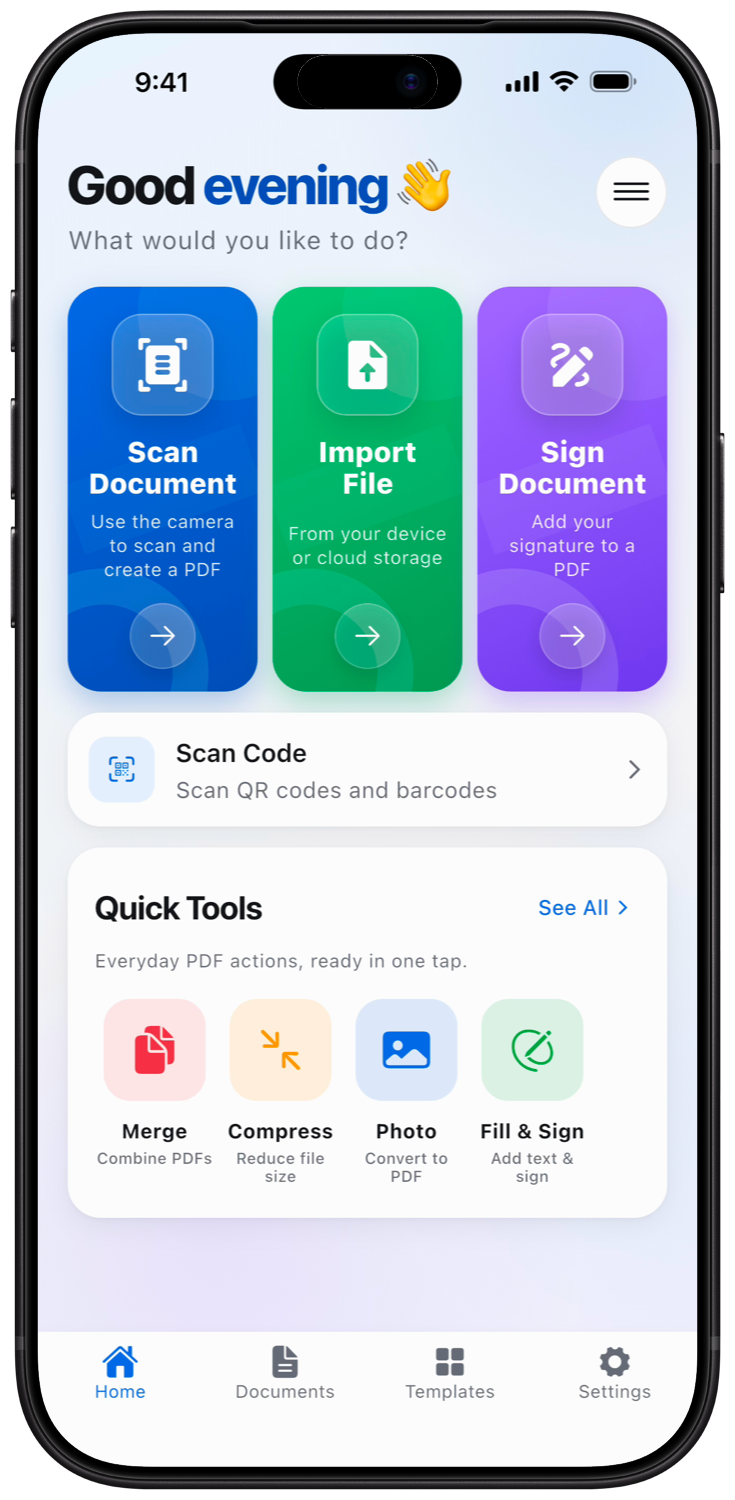 9:41
Good evening 👋
What would you like to do?
Scan
Document
Use the camera
to scan and
create a PDF
Import
File
From your device
or cloud storage
Sign
Document
Add your
signature to a
PDF
Scan Code
Scan QR codes and barcodes
Quick Tools
See All
Everyday PDF actions, ready in one tap.
Merge
Combine PDFs
Compress
Reduce file
size
Photo
Convert to
PDF
Fill & Sign
Add text &
sign
Home
Documents
Templates
Settings